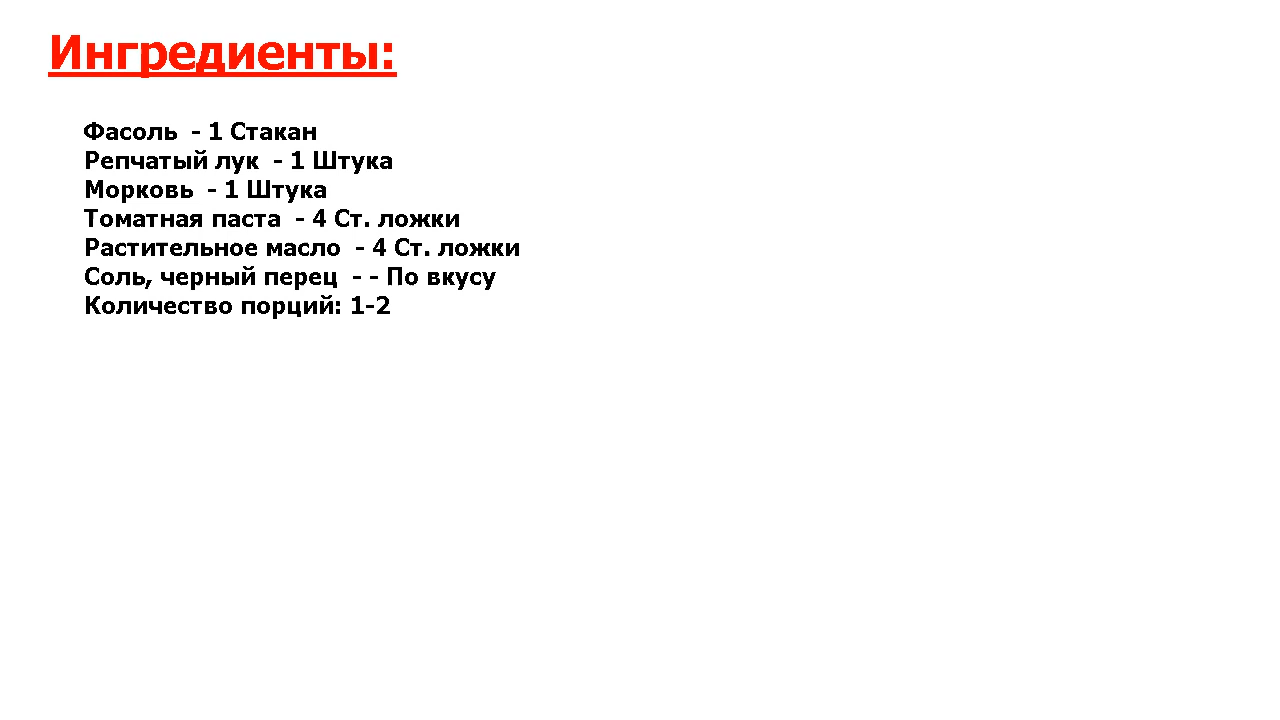 Ингредиенты:
Фасоль  - 1 Стакан
Репчатый лук  - 1 Штука
Морковь  - 1 Штука
Томатная паста  - 4 Ст. ложки
Растительное масло  - 4 Ст. ложки
Соль, черный перец  - - По вкусу
Количество порций: 1-2